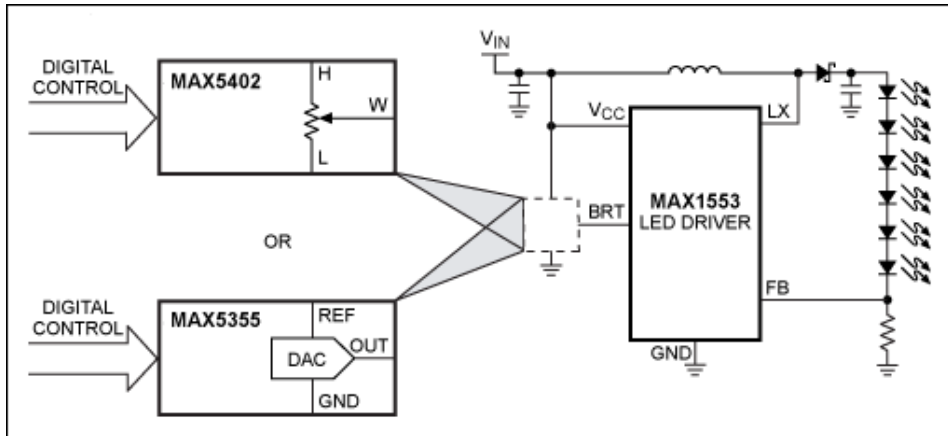 DIGITAL
CONTROL
MAX5402
H
W
L
OR
DIGITAL
CONTROL
MAX5355
REF
DAC
OUT
GND
VIN
VCC
LX
MAX1553
LED DRIVER
BRT
FB
GND